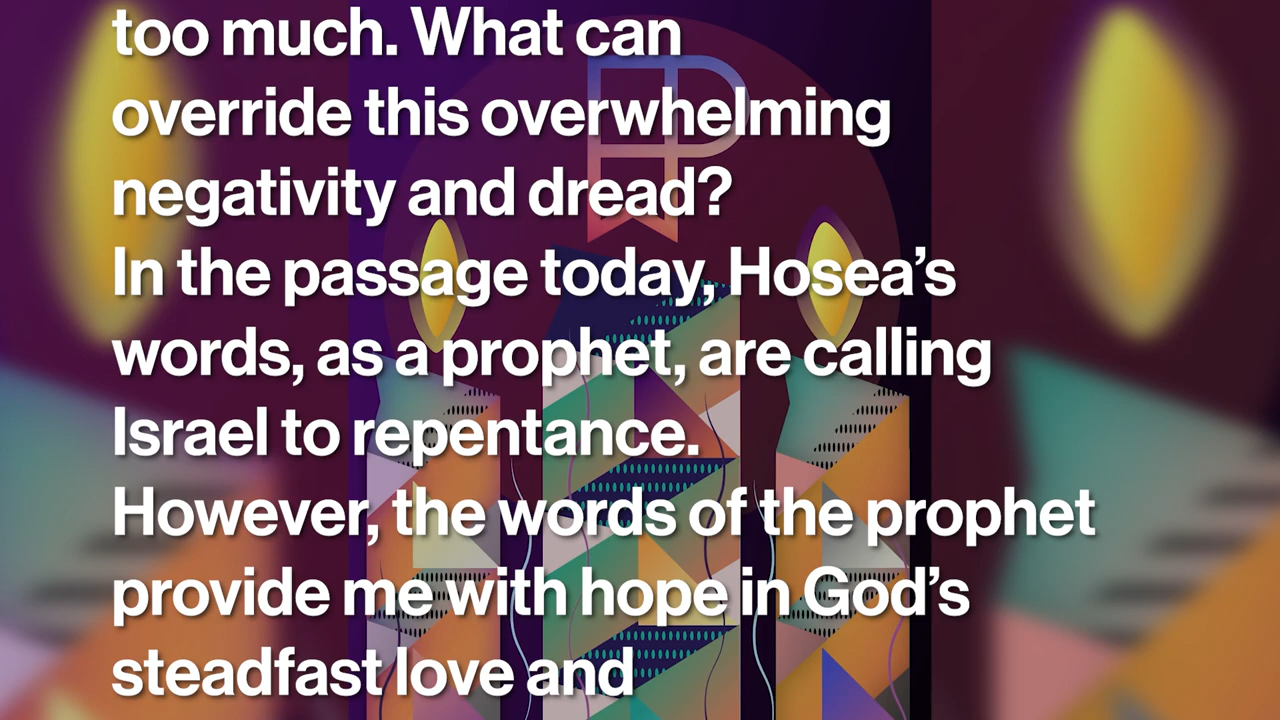 too much. What can
override this overwhelming
negativity and dread?
In the passage today, Hosea’s
words, as a prophet, are calling
Israel to repentance.
However, the words of the prophet
provide me with hope in God’s
steadfast love and